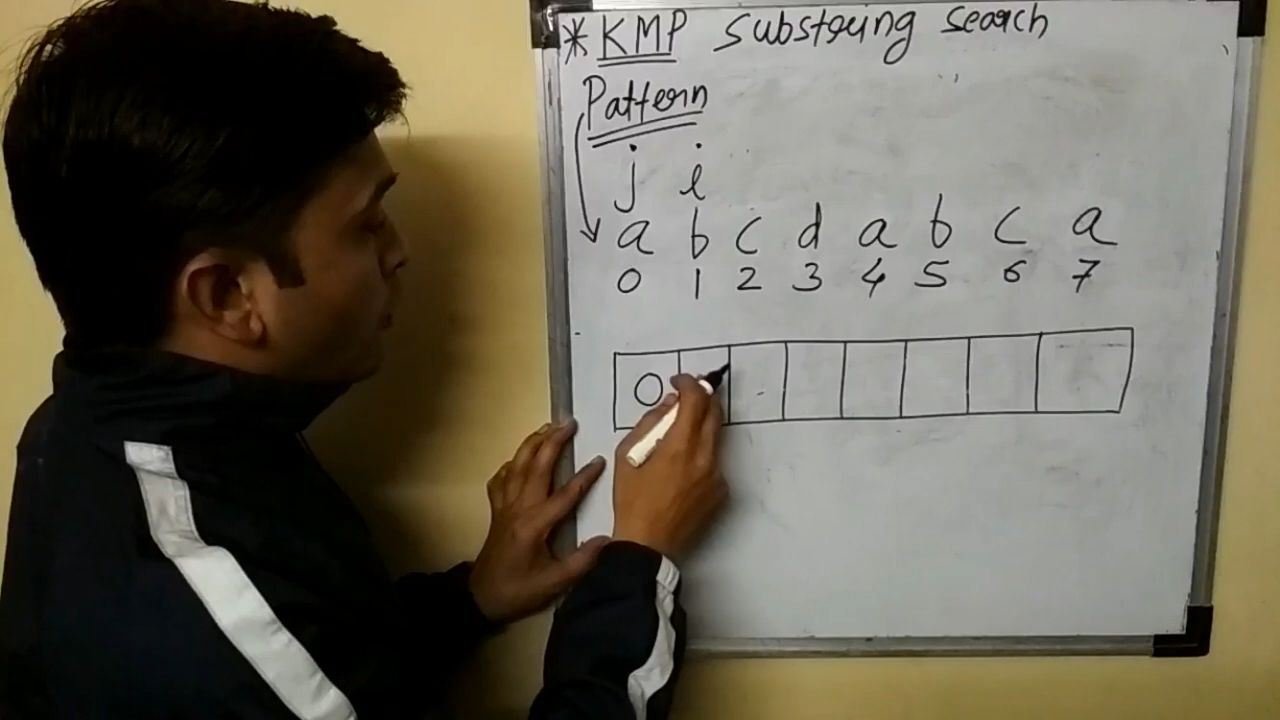 * KMP Substring Search
Pattern
j i
a b c d a b c a
0 1 2 3 4 5 6 7
0